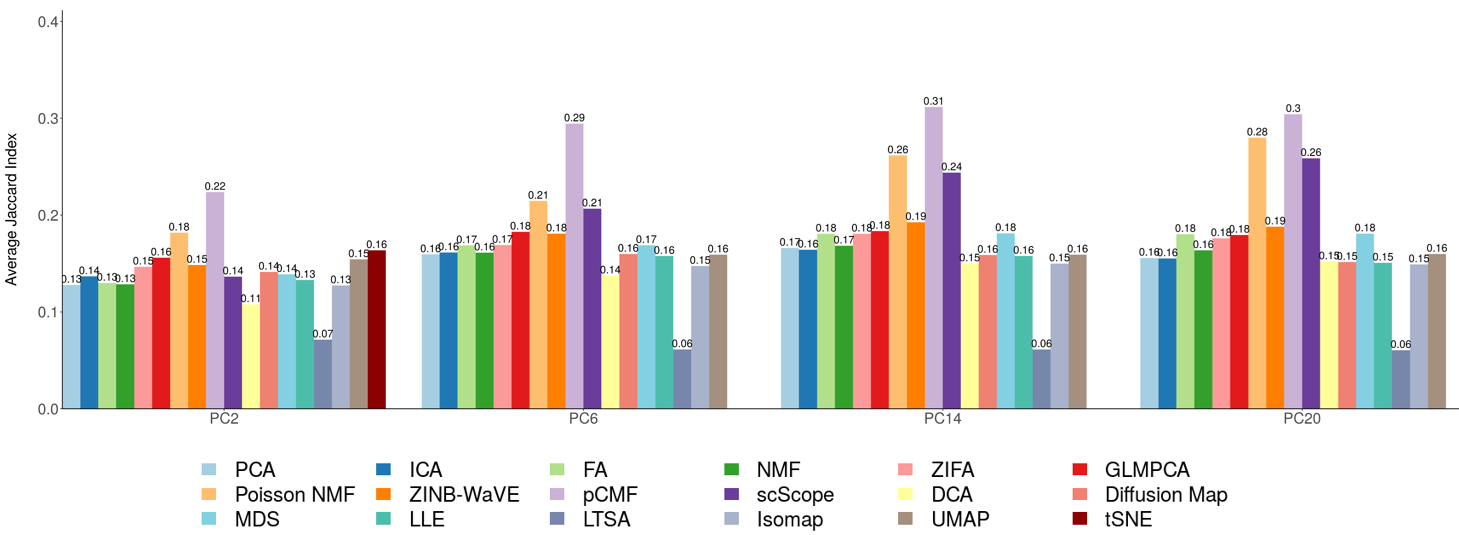 Average Jaccard Index
0.4
0.3
0.2
0.1
0.0
0.13 0.14 0.13 0.13 0.15 0.16 0.18 0.15 0.22 0.14 0.11 0.14 0.14 0.13 0.07 0.13 0.15 0.16
0.16 0.16 0.17 0.16 0.17 0.18 0.21 0.18 0.29 0.21 0.14 0.16 0.17 0.16 0.06 0.15 0.16
0.17 0.16 0.18 0.17 0.18 0.18 0.26 0.19 0.31 0.24 0.15 0.16 0.18 0.16 0.06 0.15 0.16
0.16 0.16 0.18 0.16 0.18 0.18 0.28 0.19 0.3 0.26 0.15 0.15 0.18 0.15 0.06 0.15 0.16
PC2 PC6 PC14 PC20
PCA ICA FA NMF ZIFA GLMPCA
Poisson NMF ZINB-WaVE pCMF scScope DCA Diffusion Map
MDS LLE LTSA Isomap UMAP tSNE